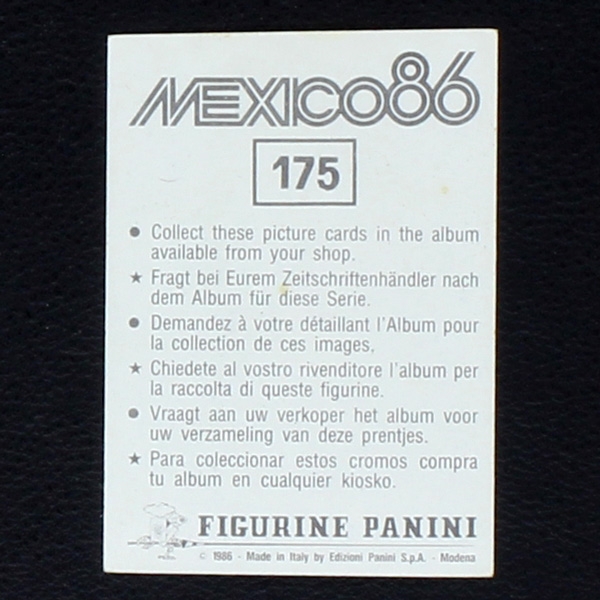 MEXICO86
175
● Collect these picture cards in the album
available from your shop.
★ Fragt bei Eurem Zeitschriftenhändler nach
dem Album für diese Serie.
● Demandez à votre détaillant l'Album pour
la collection de ces images,
★ Chiedete al vostro rivenditore l'album per
la raccolta di queste figurine.
● Vraagt aan uw verkoper het album voor
uw verzameling van deze prentjes.
★ Para coleccionar estos cromos compra
tu album en cualquier kiosko.
FIGURINE PANINI
© 1986 - Made in Italy by Edizioni Panini S.p.A. - Modena